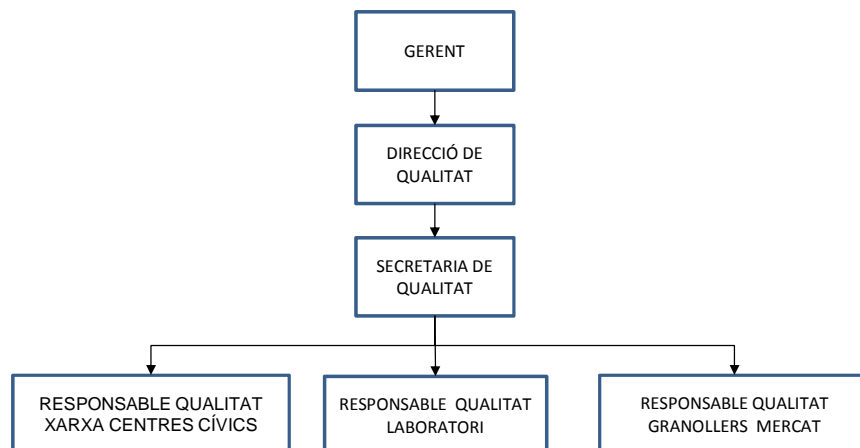 GERENT
DIRECCIÓ DE
QUALITAT
SECRETARIA DE
QUALITAT
RESPONSABLE QUALITAT
XARXA CENTRES CÍVICS
RESPONSABLE QUALITAT
LABORATORI
RESPONSABLE QUALITAT
GRANOLLERS MERCAT